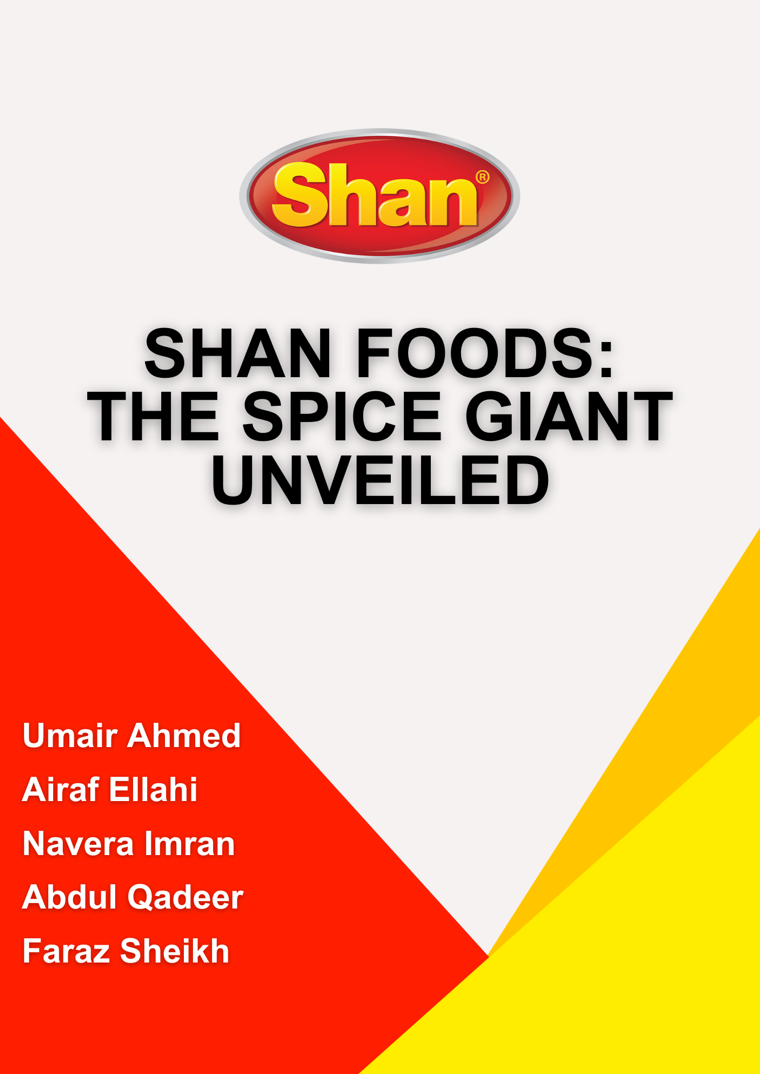 Shan®
SHAN FOODS:
THE SPICE GIANT
UNVEILED
Umair Ahmed
Airaf Ellahi
Navera Imran
Abdul Qadeer
Faraz Sheikh